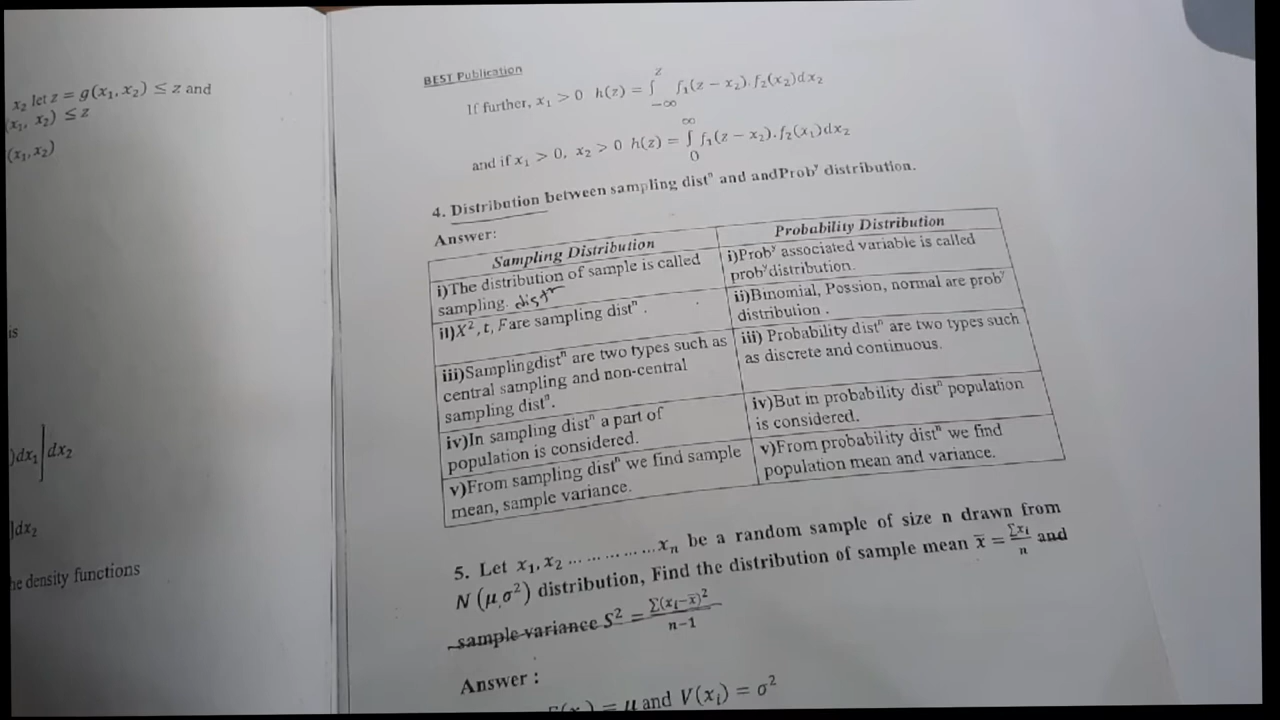 x₂ let z = g(x₁, x₂) ≤ z and
(x₁, x₂) ≤ z
(x₁, x₂)
is
)dx₁]dx₂
]dx₂
he density functions
BEST Publication
If further, x₁ > 0 h(z) = ∫_{−∞}^{z} f₁(z − x₂). f₂(x₂)dx₂
and if x₁ > 0, x₂ > 0 h(z) = ∫_{0}^{∞} f₁(z − x₂). f₂(x₁)dx₂
4. Distribution between sampling distⁿ and andProbʸ distribution.
Answer:
Sampling Distribution
Probability Distribution
i)The distribution of sample is called
sampling. distr
i)Probʸ associated variable is called
probʸdistribution.
ii)X², t, F are sampling distⁿ .
ii)Binomial, Possion, normal are probʸ
distribution .
iii)Samplingdistⁿ are two types such as
central sampling and non-central
sampling distⁿ.
iii) Probability distⁿ are two types such
as discrete and continuous.
iv)In sampling distⁿ a part of
population is considered.
iv)But in probability distⁿ population
is considered.
v)From sampling distⁿ we find sample
mean, sample variance.
v)From probability distⁿ we find
population mean and variance.
5. Let x₁, x₂ ... ... ... ... ...xₙ be a random sample of size n drawn from
N (μ, σ²) distribution, Find the distribution of sample mean x̄ = Σxᵢ/n and
sample variance S² = Σ(xᵢ−x̄)²/n−1
Answer :
= μ and V(xᵢ) = σ²